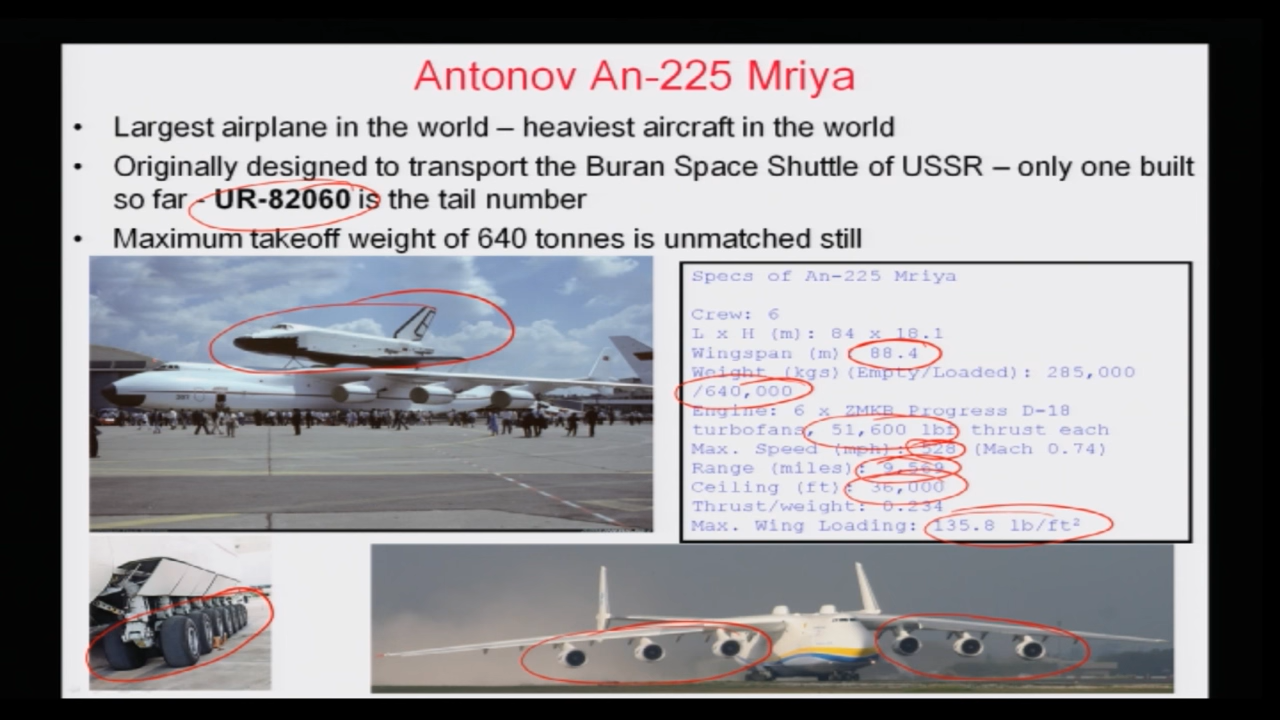 Antonov An-225 Mriya
• Largest airplane in the world – heaviest aircraft in the world
• Originally designed to transport the Buran Space Shuttle of USSR – only one built
so far - UR-82060 is the tail number
• Maximum takeoff weight of 640 tonnes is unmatched still
Specs of An-225 Mriya
Crew: 6
L x H (m): 84 x 18.1
Wingspan (m): 88.4
Weight (kgs)(Empty/Loaded): 285,000
/640,000
Engine: 6 x ZMKB Progress D-18
turbofans, 51,600 lbf thrust each
Max. Speed (mph): 528 (Mach 0.74)
Range (miles): 9,569
Ceiling (ft): 36,000
Thrust/weight: 0.234
Max. Wing Loading: 135.8 lb/ft²